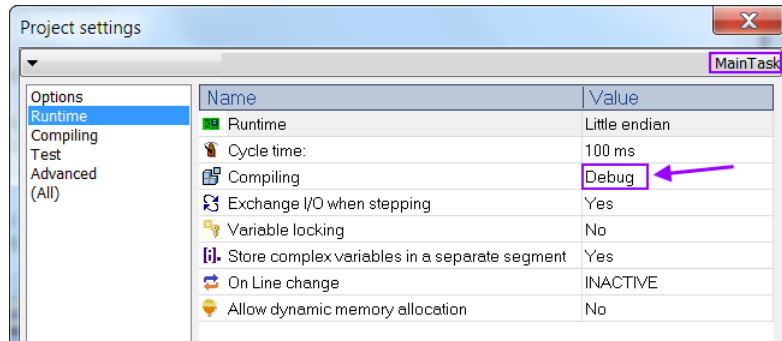 Project settings
MainTask
Options
Runtime
Compiling
Test
Advanced
(All)
Name Value
Runtime Little endian
Cycle time: 100 ms
Compiling Debug
Exchange I/O when stepping Yes
Variable locking No
Store complex variables in a separate segment Yes
On Line change INACTIVE
Allow dynamic memory allocation No